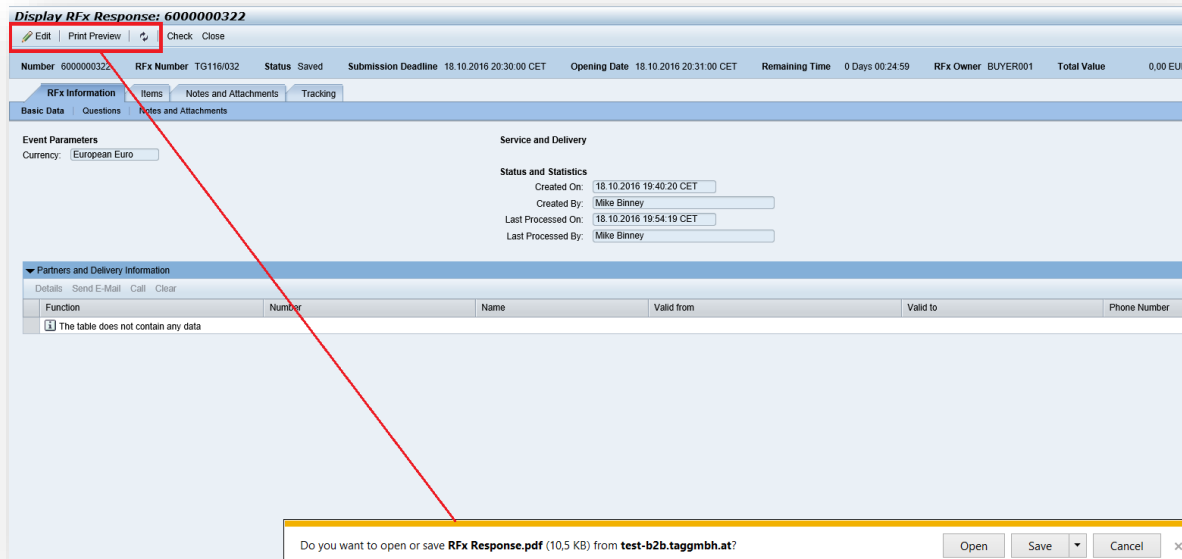 Display RFx Response: 6000000322
Edit Print Preview Check Close
Number 6000000322 RFx Number TG116/032 Status Saved Submission Deadline 18.10.2016 20:30:00 CET Opening Date 18.10.2016 20:31:00 CET Remaining Time 0 Days 00:24:59 RFx Owner BUYER001 Total Value 0,00 EU
RFx Information Items Notes and Attachments Tracking
Basic Data Questions Notes and Attachments
Event Parameters Service and Delivery
Currency: European Euro
Status and Statistics
Created On: 18.10.2016 19:40:20 CET
Created By: Mike Binney
Last Processed On: 18.10.2016 19:54:19 CET
Last Processed By: Mike Binney
Partners and Delivery Information
Details Send E-Mail Call Clear
Function Number Name Valid from Valid to Phone Number
The table does not contain any data
Do you want to open or save RFx Response.pdf (10,5 KB) from test-b2b.taggmbh.at? Open Save Cancel